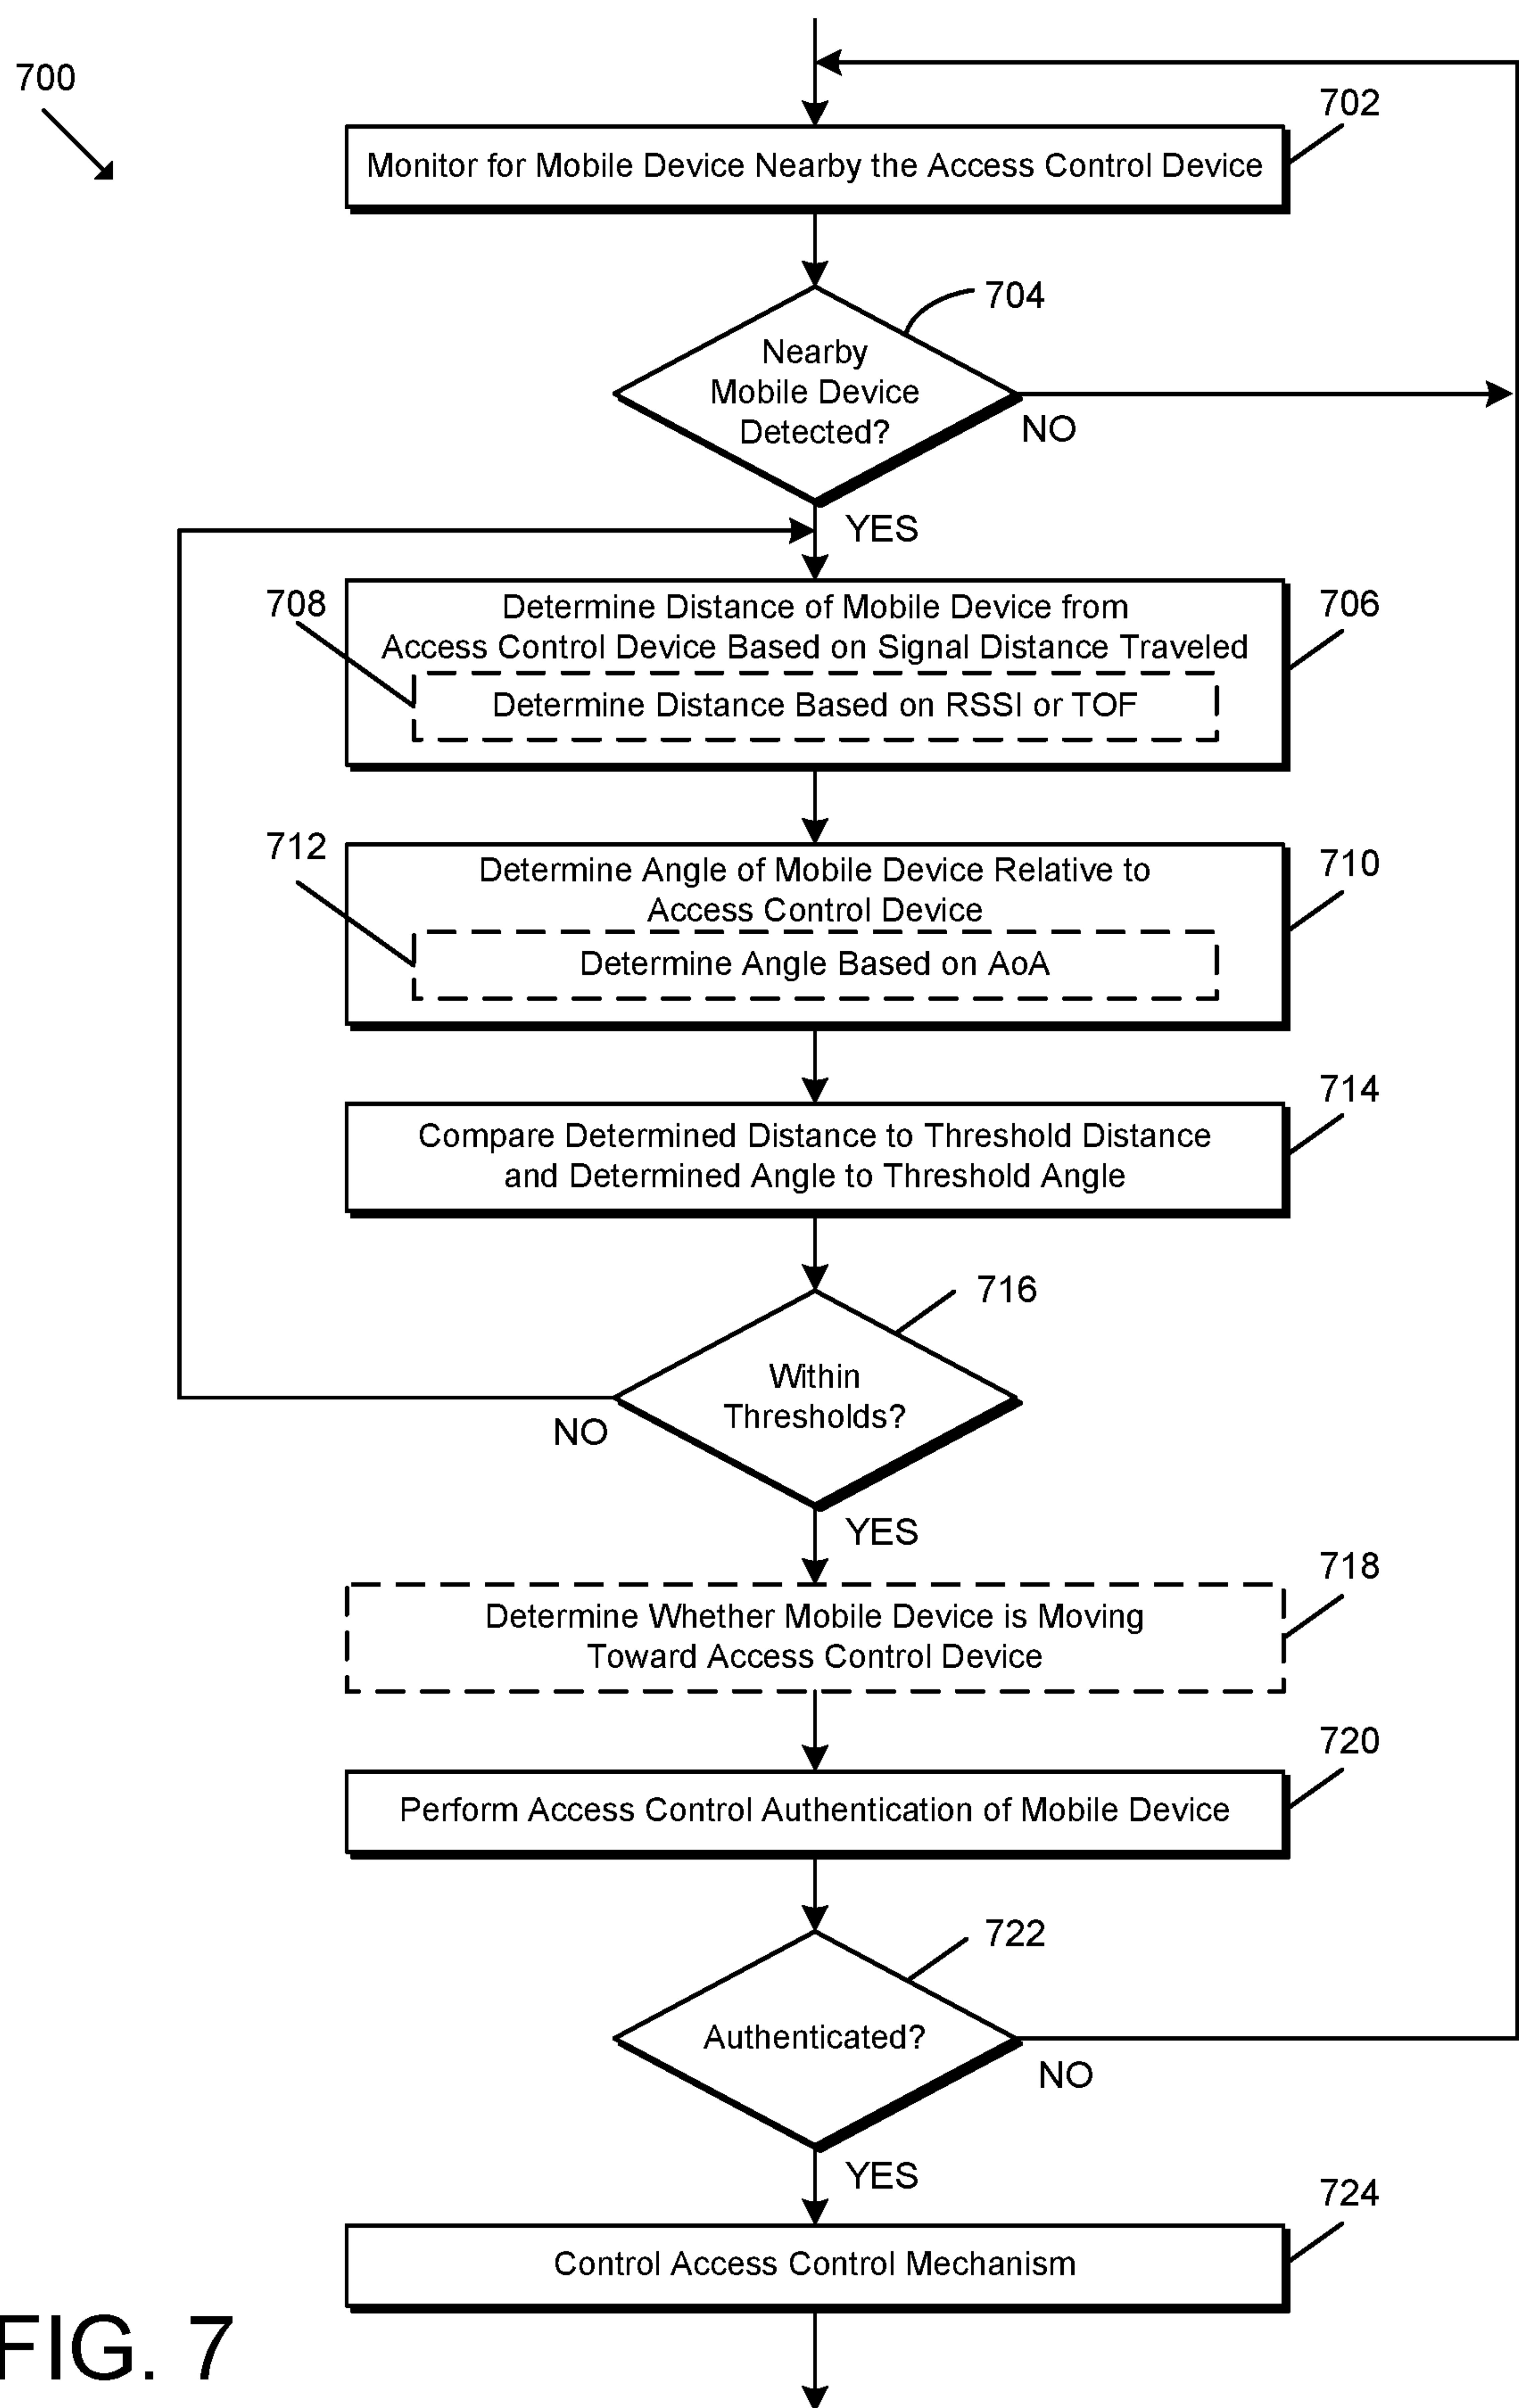 700
702
Monitor for Mobile Device Nearby the Access Control Device
704
Nearby
Mobile Device
Detected?
NO
YES
708
706
Determine Distance of Mobile Device from
Access Control Device Based on Signal Distance Traveled
Determine Distance Based on RSSI or TOF
712
710
Determine Angle of Mobile Device Relative to
Access Control Device
Determine Angle Based on AoA
714
Compare Determined Distance to Threshold Distance
and Determined Angle to Threshold Angle
716
Within
Thresholds?
NO
YES
718
Determine Whether Mobile Device is Moving
Toward Access Control Device
720
Perform Access Control Authentication of Mobile Device
722
Authenticated?
NO
YES
724
Control Access Control Mechanism
FIG. 7